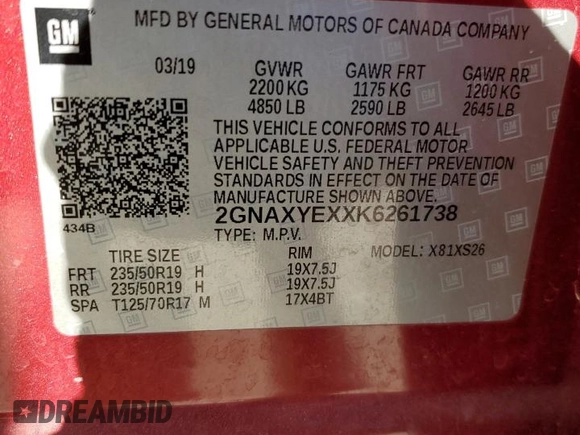 GM
MFD BY GENERAL MOTORS OF CANADA COMPANY
03/19 GVWR GAWR FRT GAWR RR
2200 KG 1175 KG 1200 KG
4850 LB 2590 LB 2645 LB
THIS VEHICLE CONFORMS TO ALL
APPLICABLE U.S. FEDERAL MOTOR
VEHICLE SAFETY AND THEFT PREVENTION
STANDARDS IN EFFECT ON THE DATE OF
MANUFACTURE SHOWN ABOVE.
434B 2GNAXYEXXK6261738
TYPE: M.P.V. MODEL: X81XS26
TIRE SIZE RIM
FRT 235/50R19 H 19X7.5J
RR 235/50R19 H 19X7.5J
SPA T125/70R17 M 17X4BT
DREAMBID